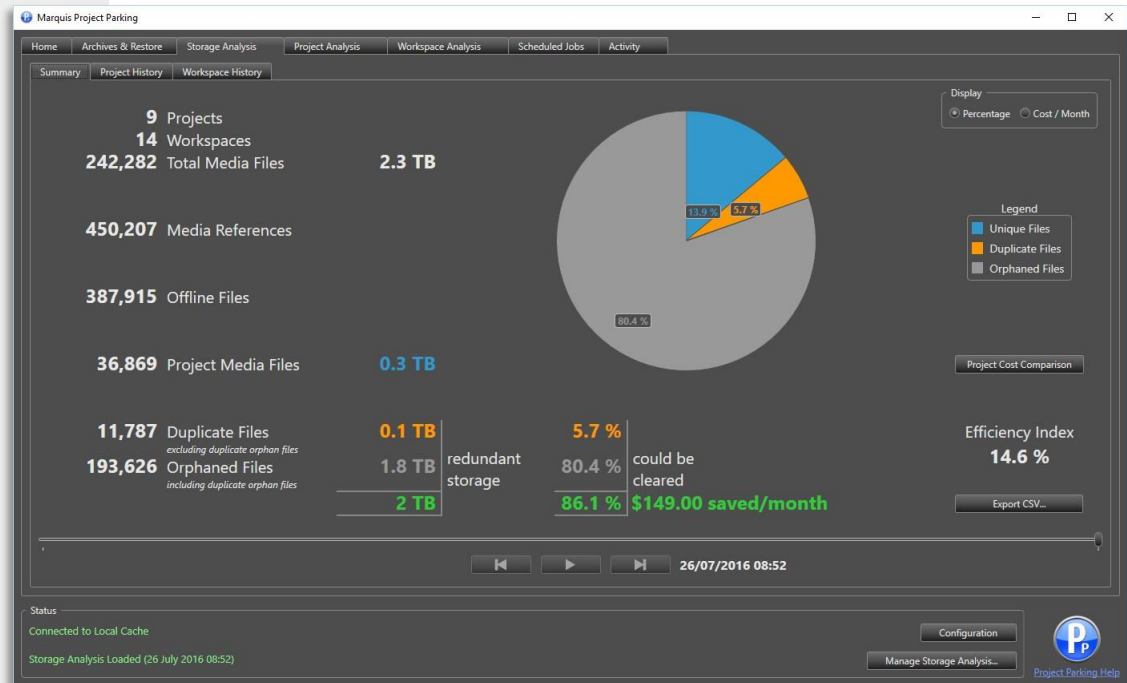 Marquis Project Parking
Home Archives & Restore Storage Analysis Project Analysis Workspace Analysis Scheduled Jobs Activity
Summary Project History Workspace History
Display
Percentage Cost / Month
9 Projects
14 Workspaces
242,282 Total Media Files 2.3 TB
450,207 Media References
387,915 Offline Files
36,869 Project Media Files 0.3 TB
11,787 Duplicate Files 0.1 TB 5.7 %
excluding duplicate orphan files
193,626 Orphaned Files 1.8 TB redundant storage 80.4 % could be cleared
including duplicate orphan files
2 TB 86.1 % $149.00 saved/month
13.9 % 5.7 %
80.4 %
Legend
Unique Files
Duplicate Files
Orphaned Files
Project Cost Comparison
Efficiency Index
14.6 %
Export CSV...
26/07/2016 08:52
Status
Connected to Local Cache
Storage Analysis Loaded (26 July 2016 08:52)
Configuration
Manage Storage Analysis...
Pp
Project Parking Help